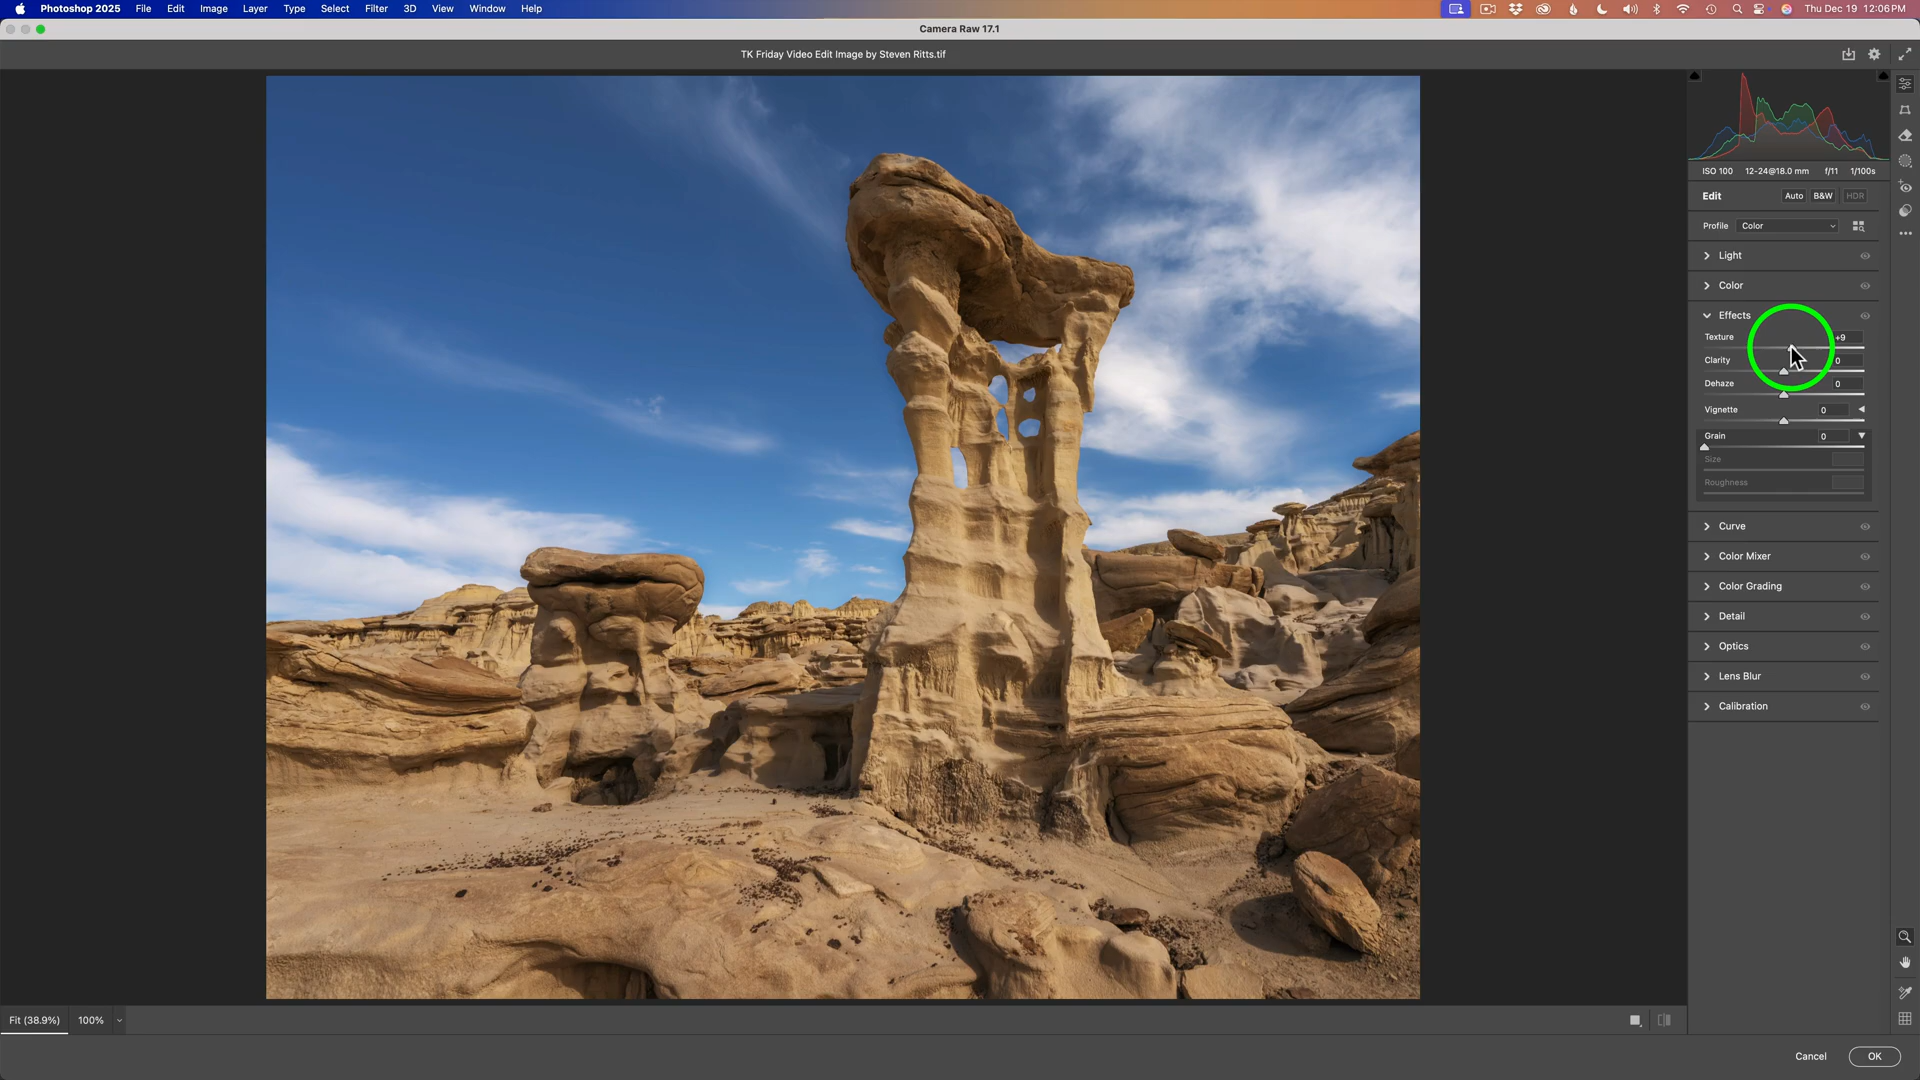 Photoshop 2025 File Edit Image Layer Type Select Filter 3D View Window Help Thu Dec 19 12:06 PM
Camera Raw 17.1
TK Friday Video Edit Image by Steven Ritts.tif
ISO 100 12-24@18.0 mm f/11 1/100s
Edit Auto B&W HDR
Profile Color
Light
Color
Effects
Texture +9
Clarity 0
Dehaze 0
Vignette 0
Grain 0
Size
Roughness
Curve
Color Mixer
Color Grading
Detail
Optics
Lens Blur
Calibration
Fit (38.9%) 100%
Cancel OK